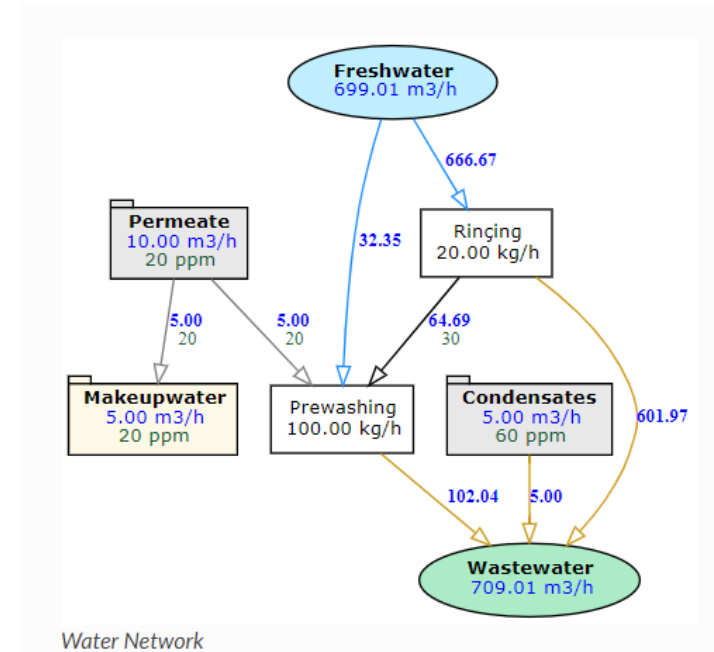 Freshwater
699.01 m3/h
666.67
Permeate
10.00 m3/h
20 ppm
32.35
Rinçing
20.00 kg/h
5.00
20
5.00
20
64.69
30
Makeupwater
5.00 m3/h
20 ppm
Prewashing
100.00 kg/h
Condensates
5.00 m3/h
60 ppm
601.97
102.04
5.00
Wastewater
709.01 m3/h
Water Network